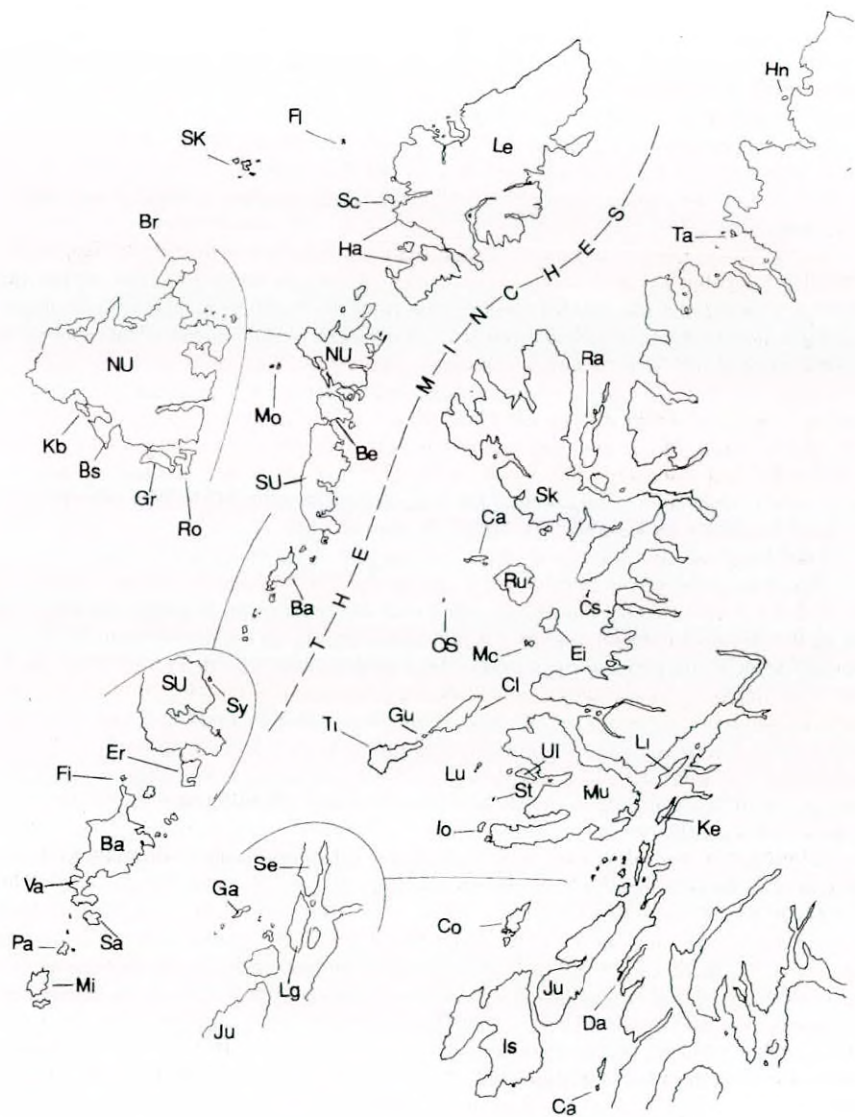 Hn
Fl
SK
Le
Sc
Br
Ha
Ta
THE MINCHES
NU
NU
Ra
Mo
Kb
Be
Bs
SU
Gr
Sk
Ro
Ca
Ru
Ba
Cs
OS
Mc
Ei
SU
Sy
Cl
Gu
Ti
Er
Li
Ul
Fi
Lu
St
Mu
Io
Ke
Ba
Se
Va
Ga
Co
Pa
Sa
Mi
Lg
Ju
Da
Ju
Is
Ca